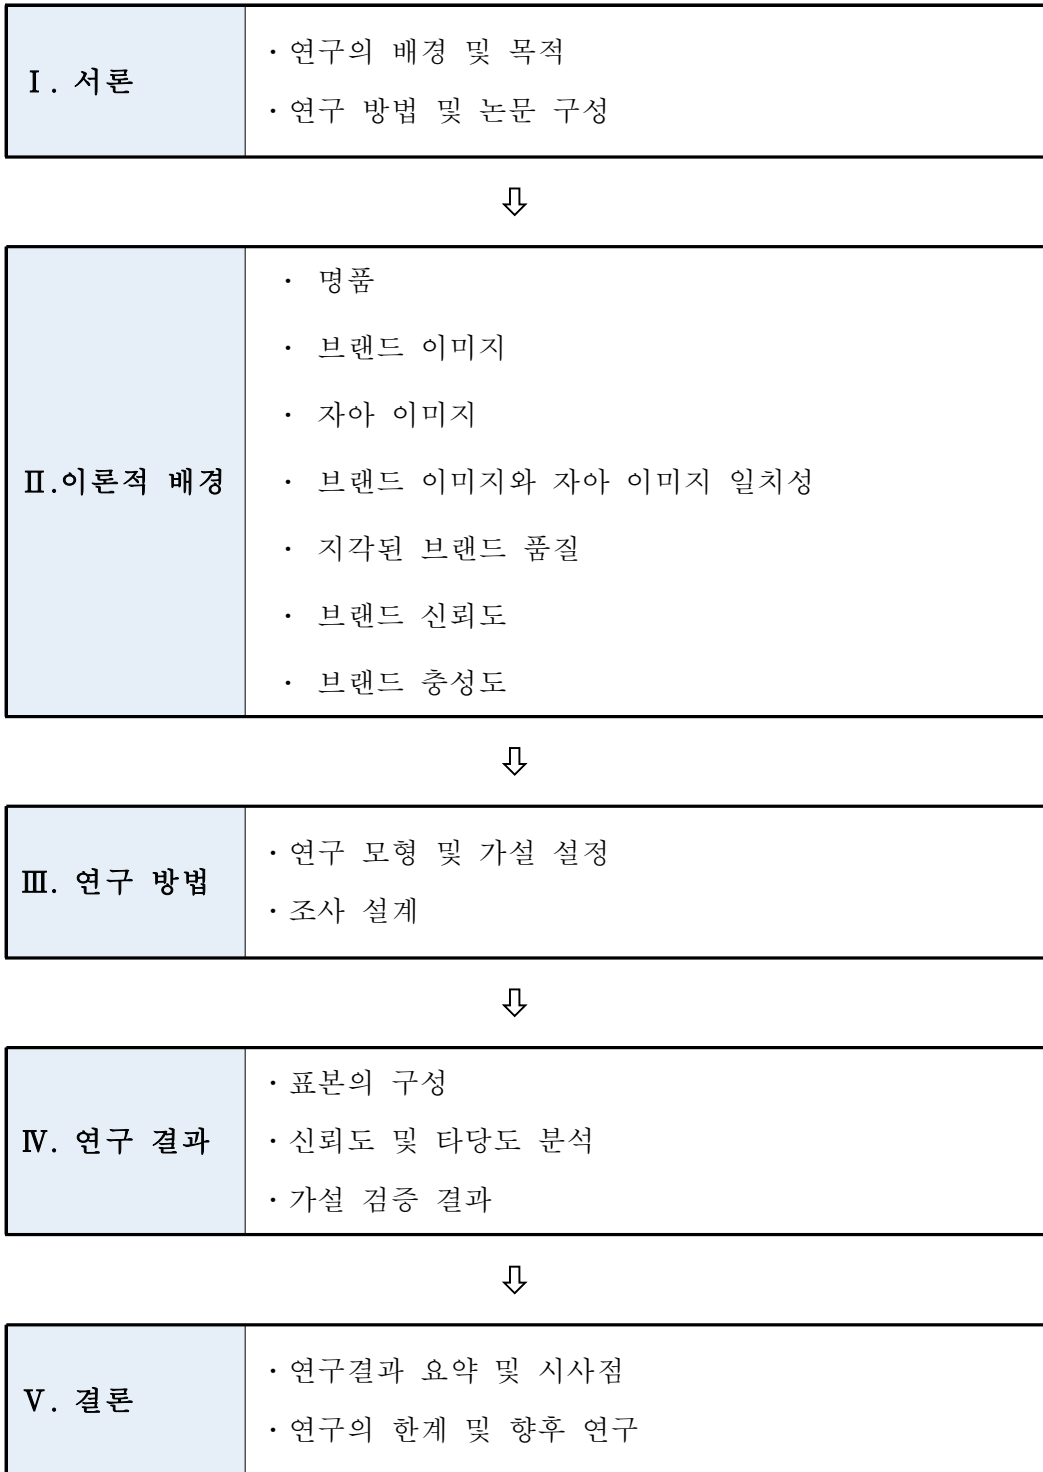 Ⅰ. 서론
·연구의 배경 및 목적
·연구 방법 및 논문 구성
⇩
Ⅱ.이론적 배경
· 명품
· 브랜드 이미지
· 자아 이미지
· 브랜드 이미지와 자아 이미지 일치성
· 지각된 브랜드 품질
· 브랜드 신뢰도
· 브랜드 충성도
⇩
Ⅲ. 연구 방법
·연구 모형 및 가설 설정
·조사 설계
⇩
Ⅳ. 연구 결과
·표본의 구성
·신뢰도 및 타당도 분석
·가설 검증 결과
⇩
Ⅴ. 결론
·연구결과 요약 및 시사점
·연구의 한계 및 향후 연구